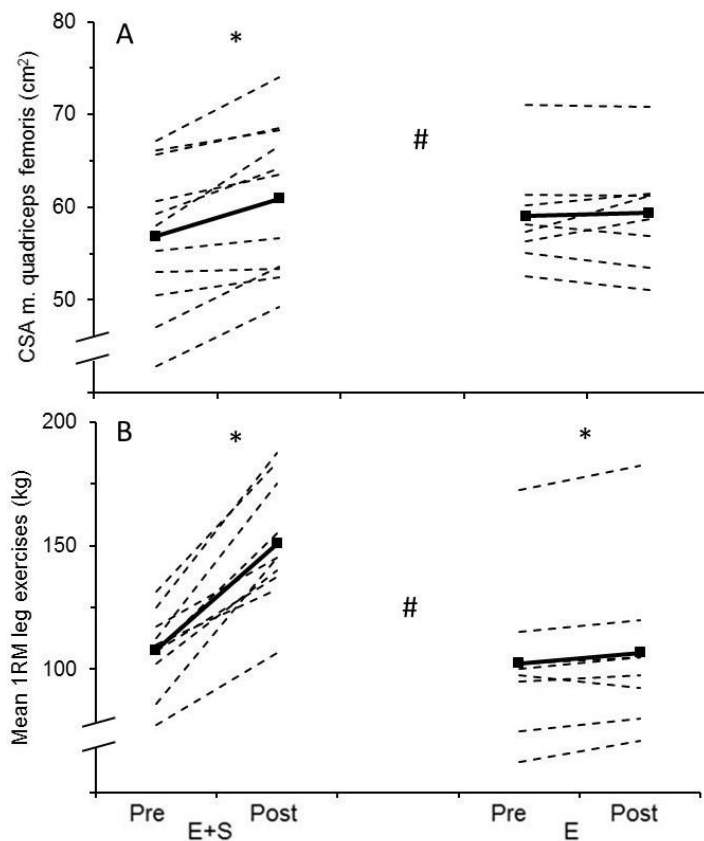 A
*
#
80
70
60
50
CSA m. quadriceps femoris (cm²)
B
*
*
#
200
150
100
Mean 1RM leg exercises (kg)
Pre Post Pre Post
E+S E